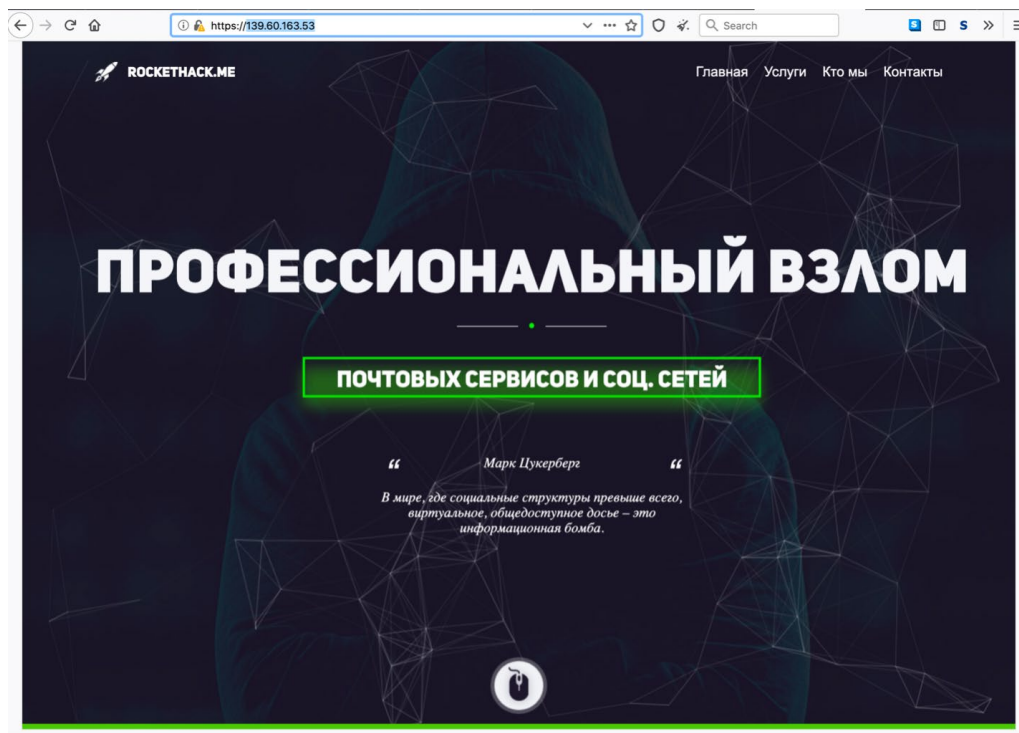 https://139.60.163.53
Search
ROCKETHACK.ME
Главная Услуги Кто мы Контакты
ПРОФЕССИОНАЛЬНЫЙ ВЗЛОМ
ПОЧТОВЫХ СЕРВИСОВ И СОЦ. СЕТЕЙ
“ Марк Цукерберг “
В мире, где социальные структуры превыше всего,
виртуальное, общедоступное досье – это
информационная бомба.